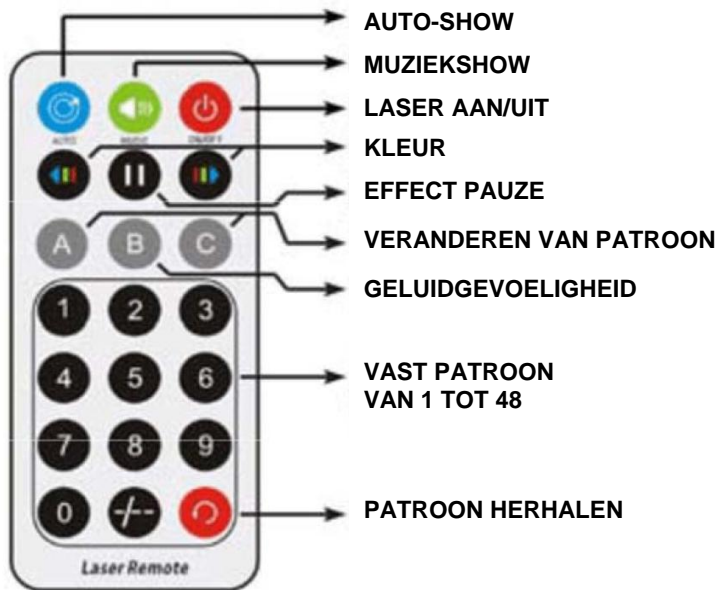 AUTO-SHOW
MUZIEKSHOW
LASER AAN/UIT
AUTO MUSIC ON/OFF
KLEUR
EFFECT PAUZE
A B C
VERANDEREN VAN PATROON
GELUIDGEVOELIGHEID
1 2 3
4 5 6
VAST PATROON
VAN 1 TOT 48
7 8 9
0 -/--
PATROON HERHALEN
Laser Remote